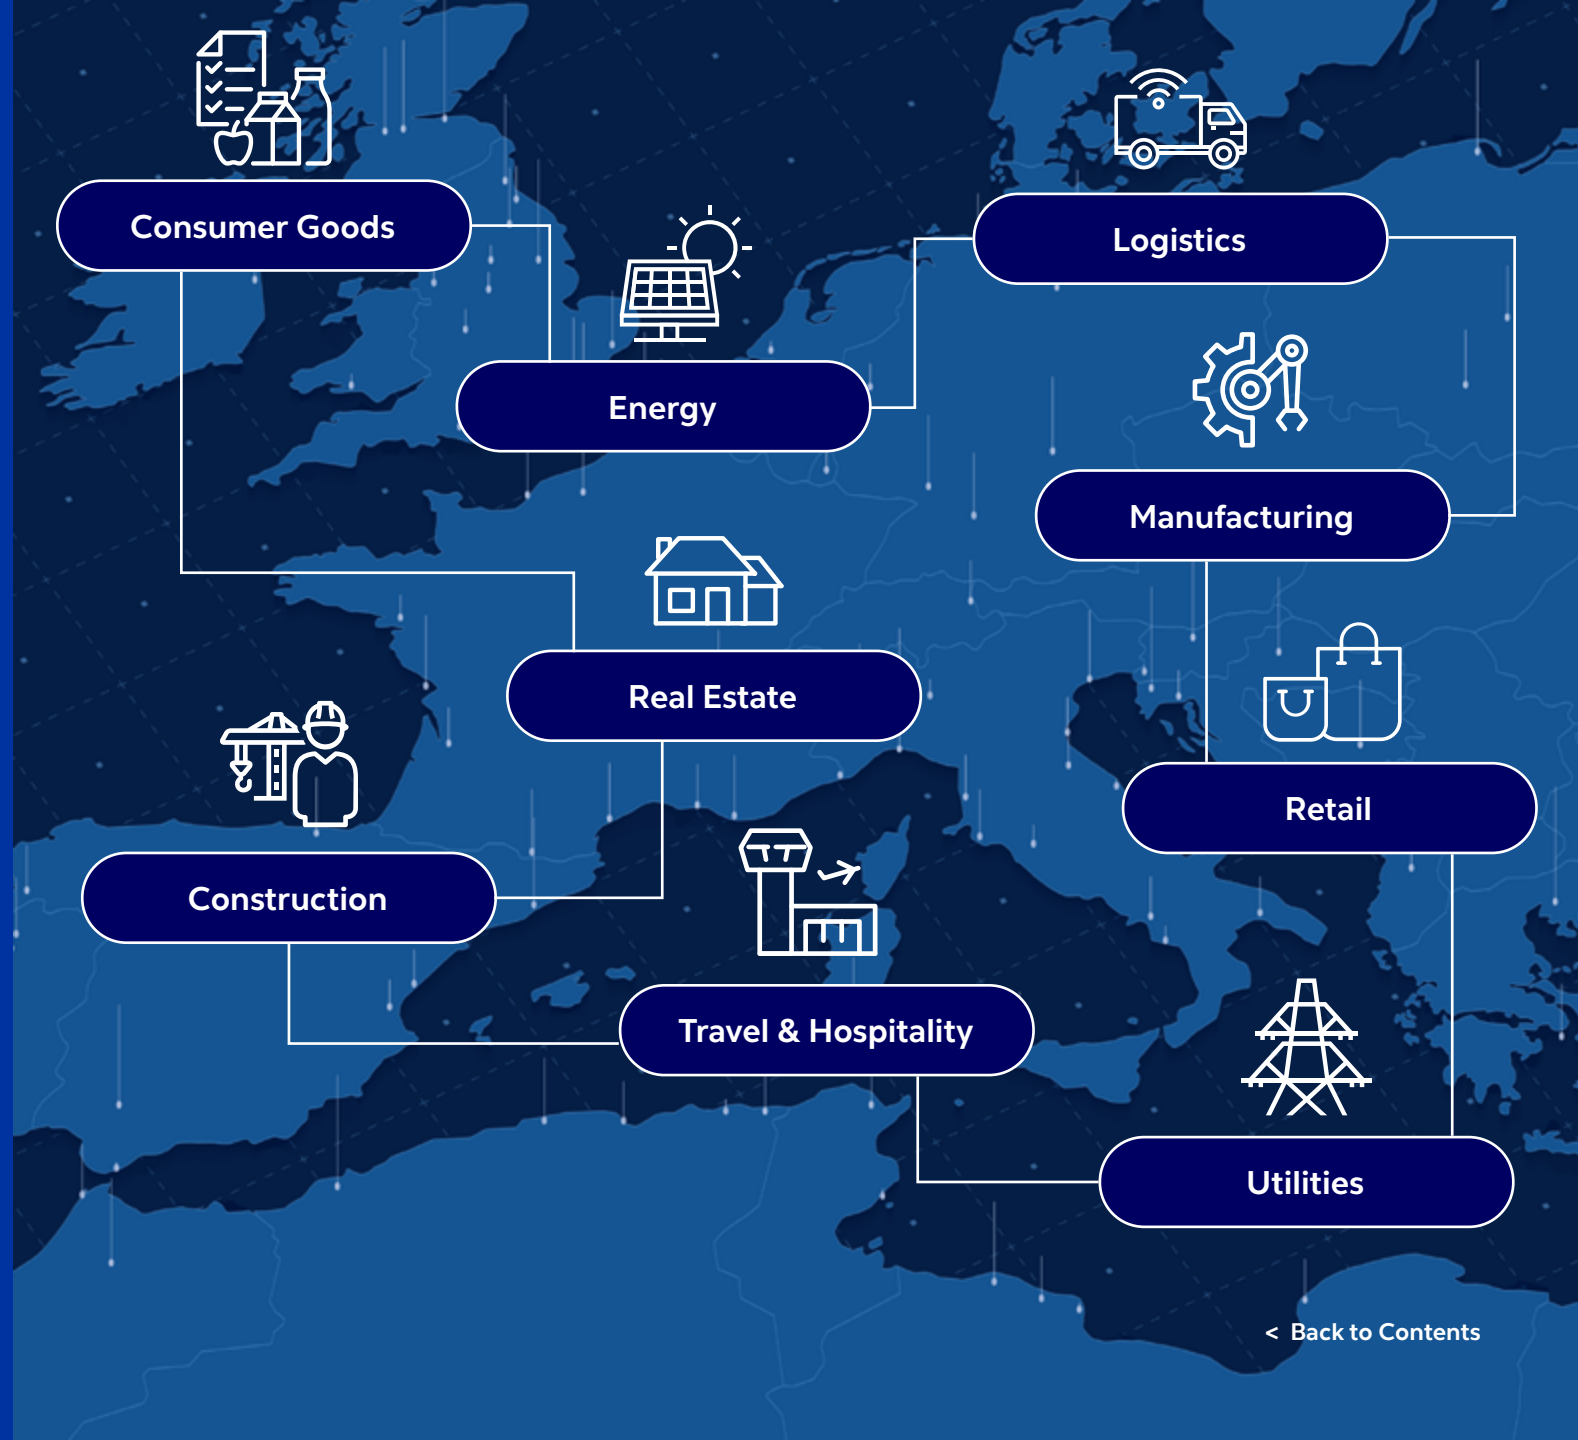 Consumer Goods
Logistics
Energy
Manufacturing
Real Estate
Retail
Construction
Travel & Hospitality
Utilities
< Back to Contents